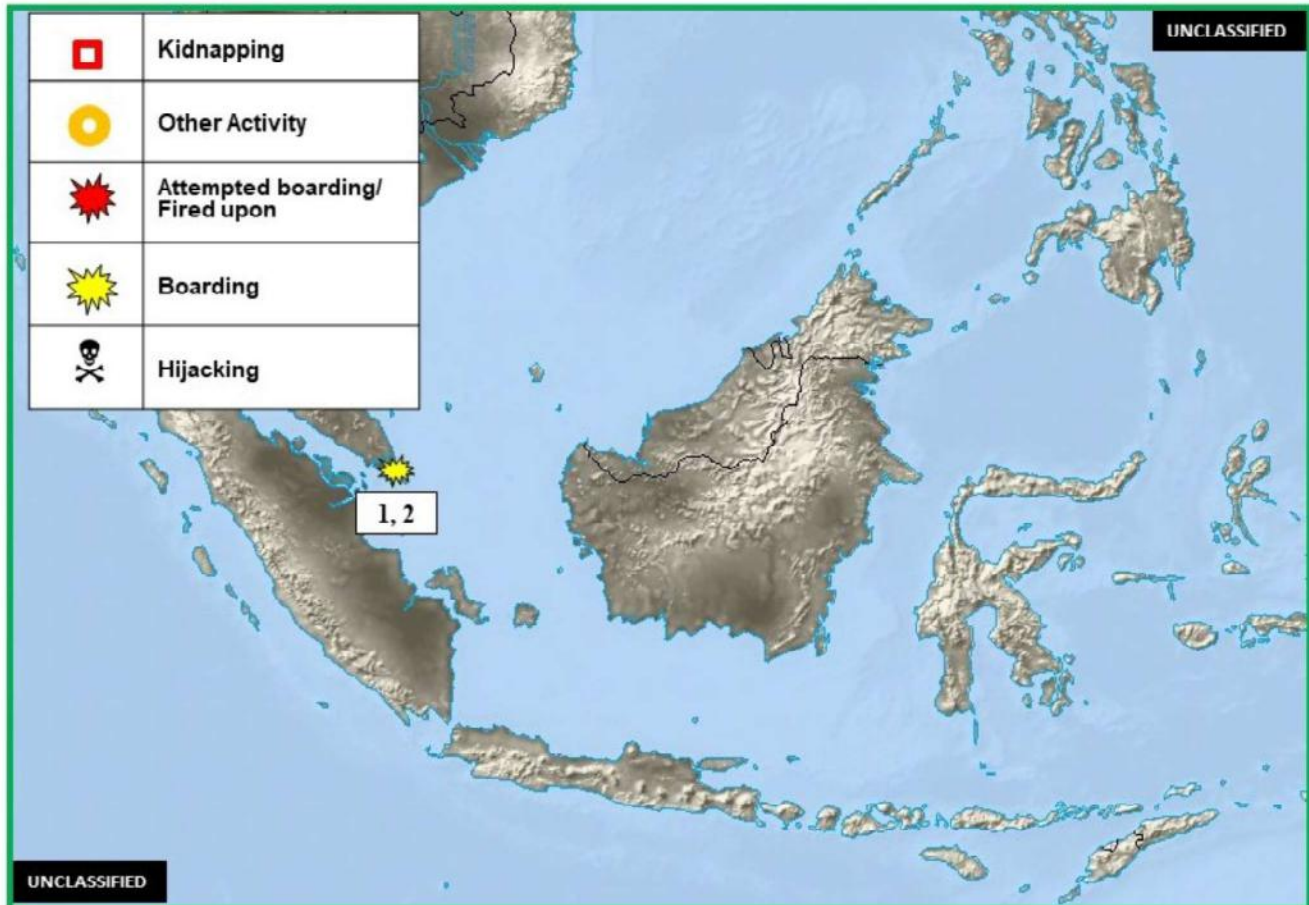 UNCLASSIFIED
Kidnapping
Other Activity
Attempted boarding/
Fired upon
Boarding
Hijacking
1, 2
UNCLASSIFIED